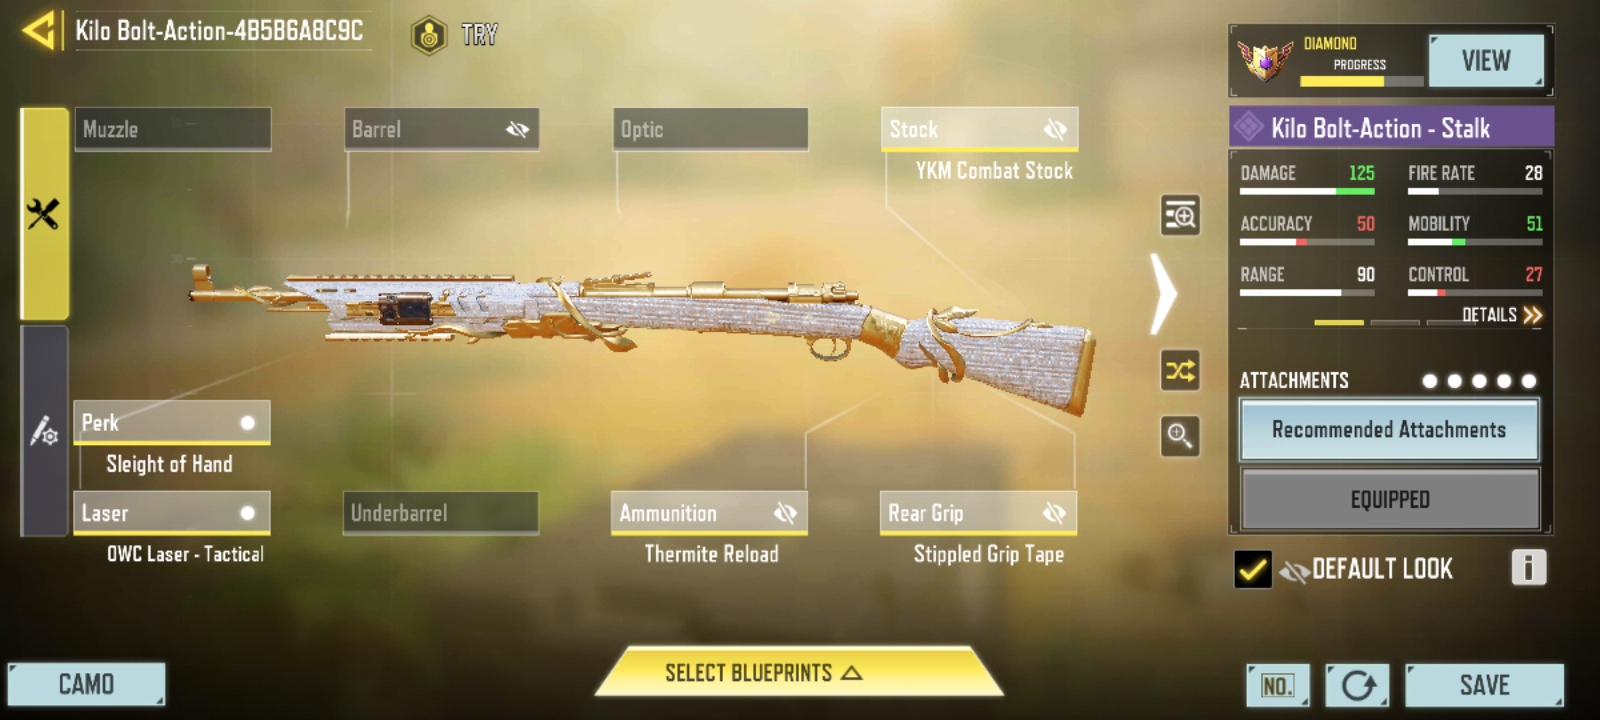 Kilo Bolt-Action-4B5B6A8C9C
TRY
DIAMOND
PROGRESS
VIEW
Muzzle
Barrel
Optic
Stock
YKM Combat Stock
Kilo Bolt-Action - Stalk
DAMAGE 125
FIRE RATE 28
ACCURACY 50
MOBILITY 51
RANGE 90
CONTROL 27
DETAILS
ATTACHMENTS
Recommended Attachments
EQUIPPED
DEFAULT LOOK
Perk
Sleight of Hand
Laser
OWC Laser - Tactical
Underbarrel
Ammunition
Thermite Reload
Rear Grip
Stippled Grip Tape
CAMO
SELECT BLUEPRINTS
NO.
SAVE